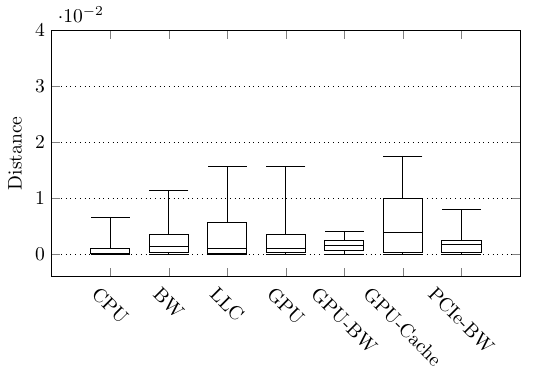 ·10⁻²
4
3
2
1
0
Distance
CPU
BW
LLC
GPU
GPU-BW
GPU-Cache
PCIe-BW